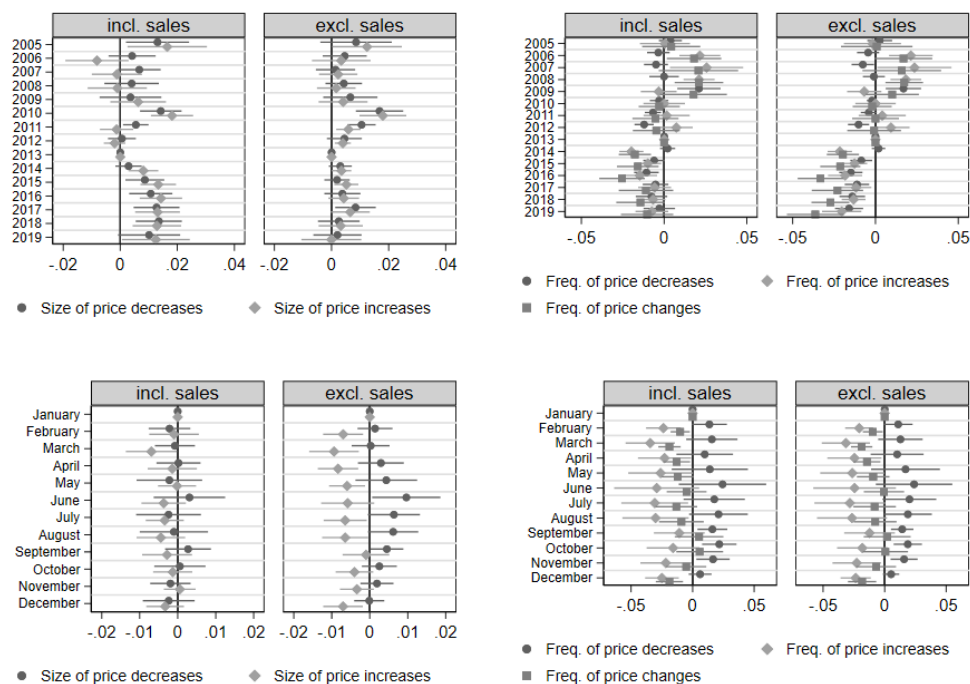 incl. sales
excl. sales
2005
2006
2007
2008
2009
2010
2011
2012
2013
2014
2015
2016
2017
2018
2019
-.02 0 .02 .04 -.02 0 .02 .04
Size of price decreases Size of price increases
incl. sales
excl. sales
2005
2006
2007
2008
2009
2010
2011
2012
2013
2014
2015
2016
2017
2018
2019
-.05 0 .05 -.05 0 .05
Freq. of price decreases Freq. of price increases
Freq. of price changes
incl. sales
excl. sales
January
February
March
April
May
June
July
August
September
October
November
December
-.02 -.01 0 .01 .02 -.02 -.01 0 .01 .02
Size of price decreases Size of price increases
incl. sales
excl. sales
January
February
March
April
May
June
July
August
September
October
November
December
-.05 0 .05 -.05 0 .05
Freq. of price decreases Freq. of price increases
Freq. of price changes